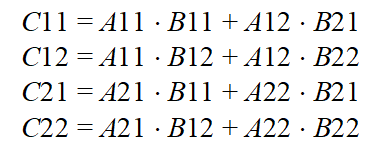 C11 = A11 · B11 + A12 · B21
C12 = A11 · B12 + A12 · B22
C21 = A21 · B11 + A22 · B21
C22 = A21 · B12 + A22 · B22